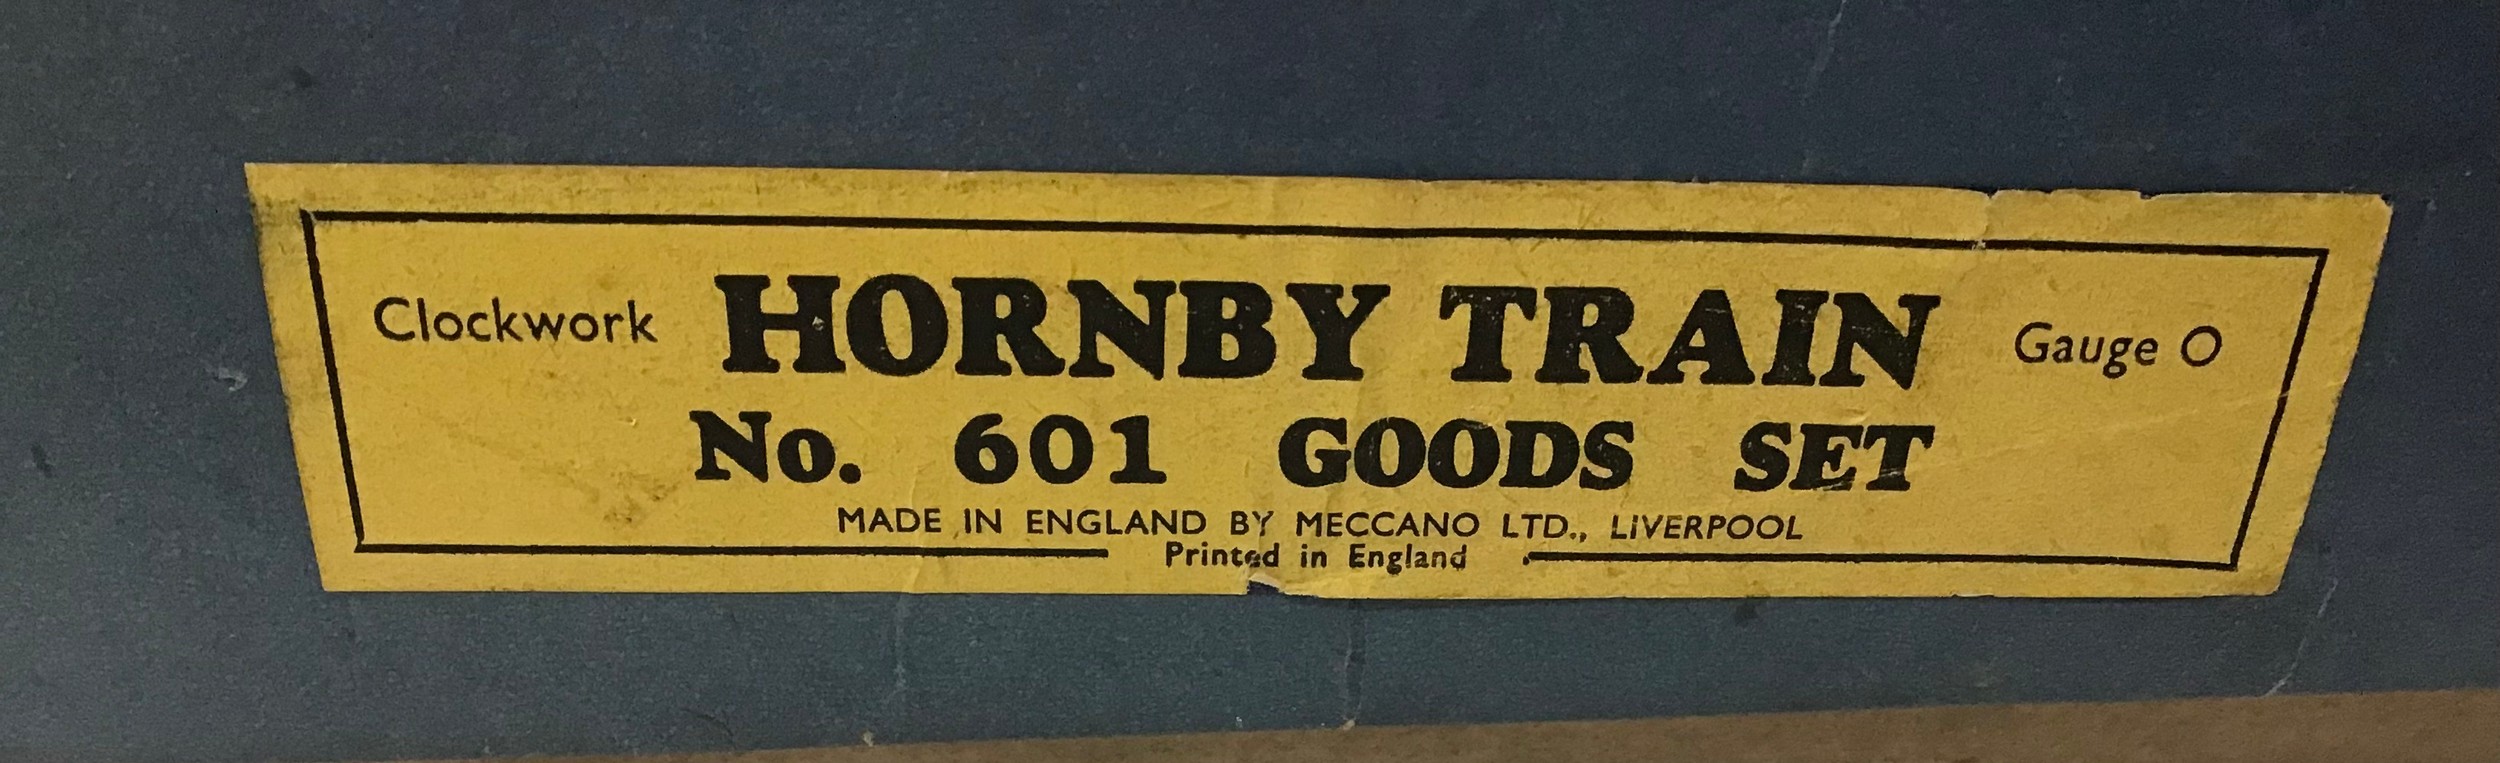 Clockwork HORNBY TRAIN Gauge O
No. 601 GOODS SET
MADE IN ENGLAND BY MECCANO LTD., LIVERPOOL
Printed in England